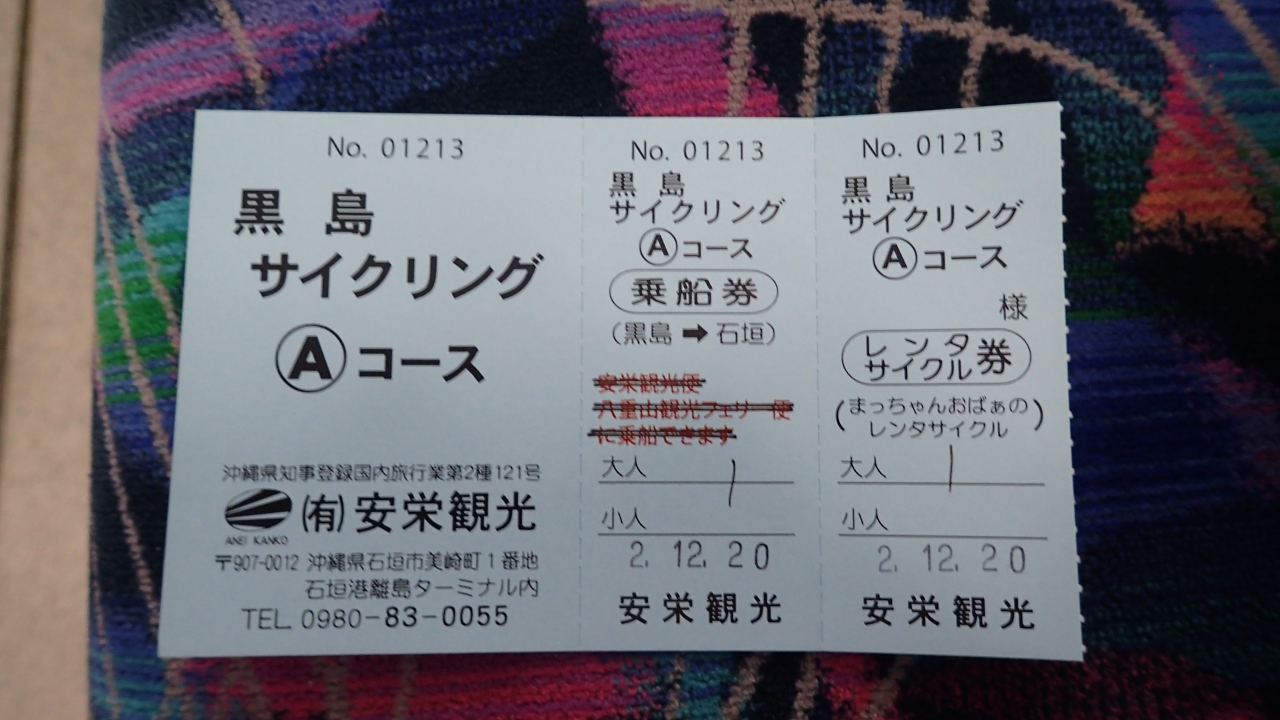 No. 01213
黒島
サイクリング
Ⓐコース
沖縄県知事登録国内旅行業第2種121号
ANEI KANKO
(有)安栄観光
〒907-0012 沖縄県石垣市美崎町1番地
石垣港離島ターミナル内
TEL 0980-83-0055
No. 01213
黒島
サイクリング
Ⓐコース
乗船券
(黒島➡石垣)
安栄観光便
八重山観光フェリー便
に乗船できます
大人 1
小人
2. 12. 20
安栄観光
No. 01213
黒島
サイクリング
Ⓐコース
様
レンタサイクル券
(まっちゃんおばぁの
レンタサイクル)
大人 1
小人
2. 12. 20
安栄観光